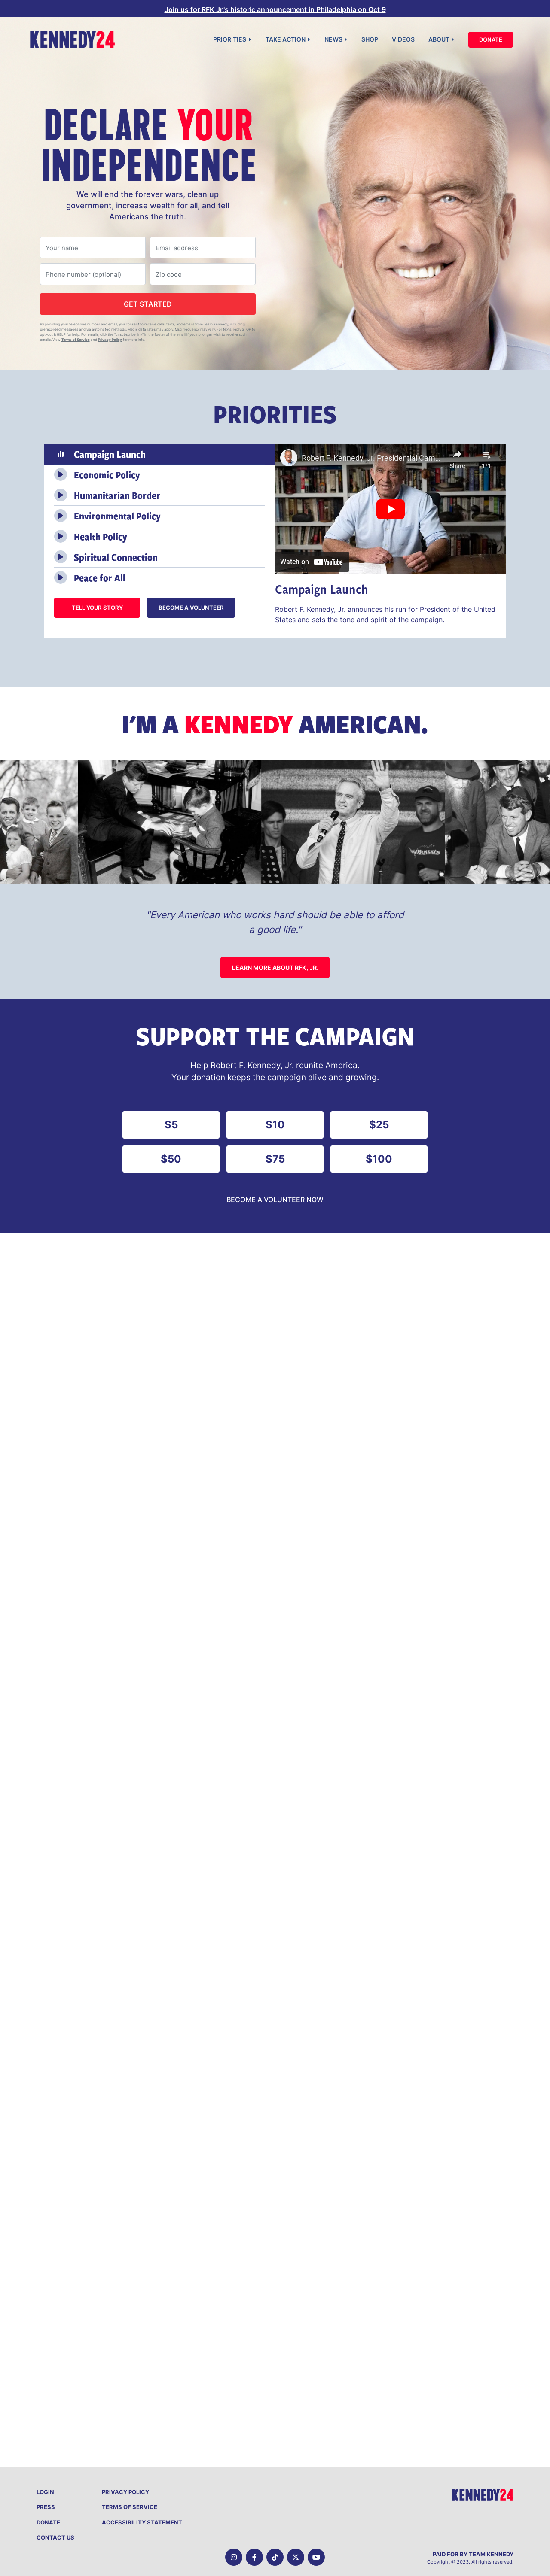 Join us for RFK Jr.'s historic announcement in Philadelphia on Oct 9
KENNEDY24
PRIORITIES
TAKE ACTION
NEWS
SHOP
VIDEOS
ABOUT
DONATE
DECLARE YOUR
INDEPENDENCE
We will end the forever wars, clean up
government, increase wealth for all, and tell
Americans the truth.
Your name
Email address
Phone number (optional)
Zip code
GET STARTED
Terms of Service and Privacy Policy
PRIORITIES
Campaign Launch
Economic Policy
Humanitarian Border
Environmental Policy
Health Policy
Spiritual Connection
Peace for All
TELL YOUR STORY
BECOME A VOLUNTEER
Robert F. Kennedy, Jr. Presidential Cam
Share
1/1
Watch on YouTube
Campaign Launch
Robert F. Kennedy, Jr. announces his run for President of the United
States and sets the tone and spirit of the campaign.
I'M A KENNEDY AMERICAN.
"Every American who works hard should be able to afford
a good life."
LEARN MORE ABOUT RFK, JR.
SUPPORT THE CAMPAIGN
Help Robert F. Kennedy, Jr. reunite America.
Your donation keeps the campaign alive and growing.
$5
$10
$25
$50
$75
$100
BECOME A VOLUNTEER NOW
LOGIN
PRESS
DONATE
CONTACT US
PRIVACY POLICY
TERMS OF SERVICE
ACCESSIBILITY STATEMENT
KENNEDY24
PAID FOR BY TEAM KENNEDY
Copyright @ 2023. All rights reserved.